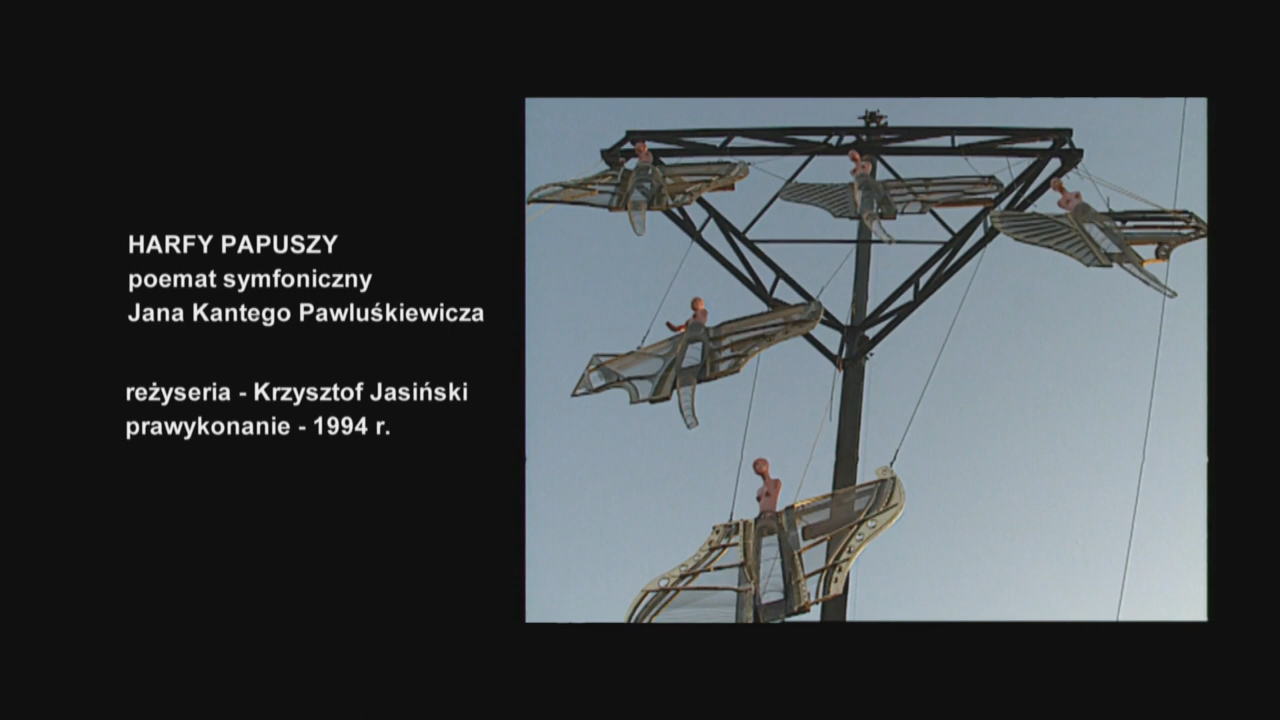 HARFY PAPUSZY
poemat symfoniczny
Jana Kantego Pawluśkiewicza
reżyseria - Krzysztof Jasiński
prawykonanie - 1994 r.